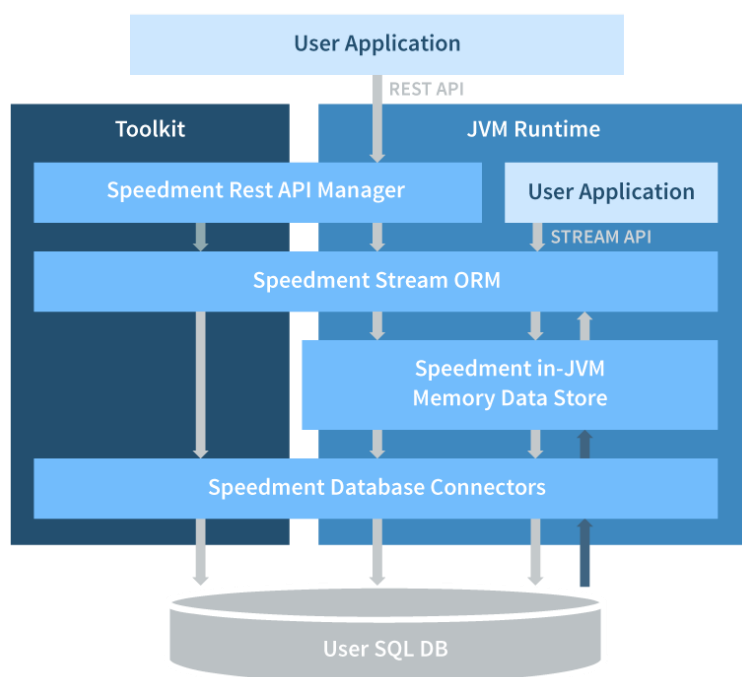 User Application
REST API
Toolkit
JVM Runtime
Speedment Rest API Manager
User Application
STREAM API
Speedment Stream ORM
Speedment in-JVM
Memory Data Store
Speedment Database Connectors
User SQL DB